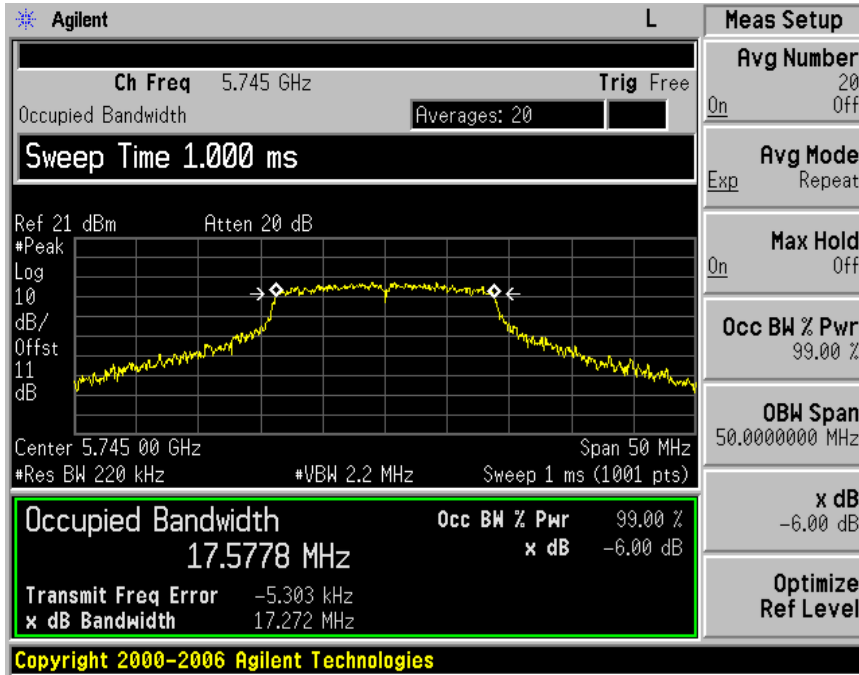 Agilent L Meas Setup
Ch Freq 5.745 GHz Trig Free
Occupied Bandwidth Averages: 20
Sweep Time 1.000 ms
Ref 21 dBm Atten 20 dB
#Peak
Log
10
dB/
Offst
11
dB
Center 5.745 00 GHz Span 50 MHz
#Res BW 220 kHz #VBW 2.2 MHz Sweep 1 ms (1001 pts)
Occupied Bandwidth Occ BW % Pwr 99.00 %
17.5778 MHz x dB -6.00 dB
Transmit Freq Error -5.303 kHz
x dB Bandwidth 17.272 MHz
Copyright 2000-2006 Agilent Technologies
Avg Number
20
On Off
Avg Mode
Exp Repeat
Max Hold
On Off
Occ BW % Pwr
99.00 %
OBW Span
50.0000000 MHz
x dB
-6.00 dB
Optimize
Ref Level